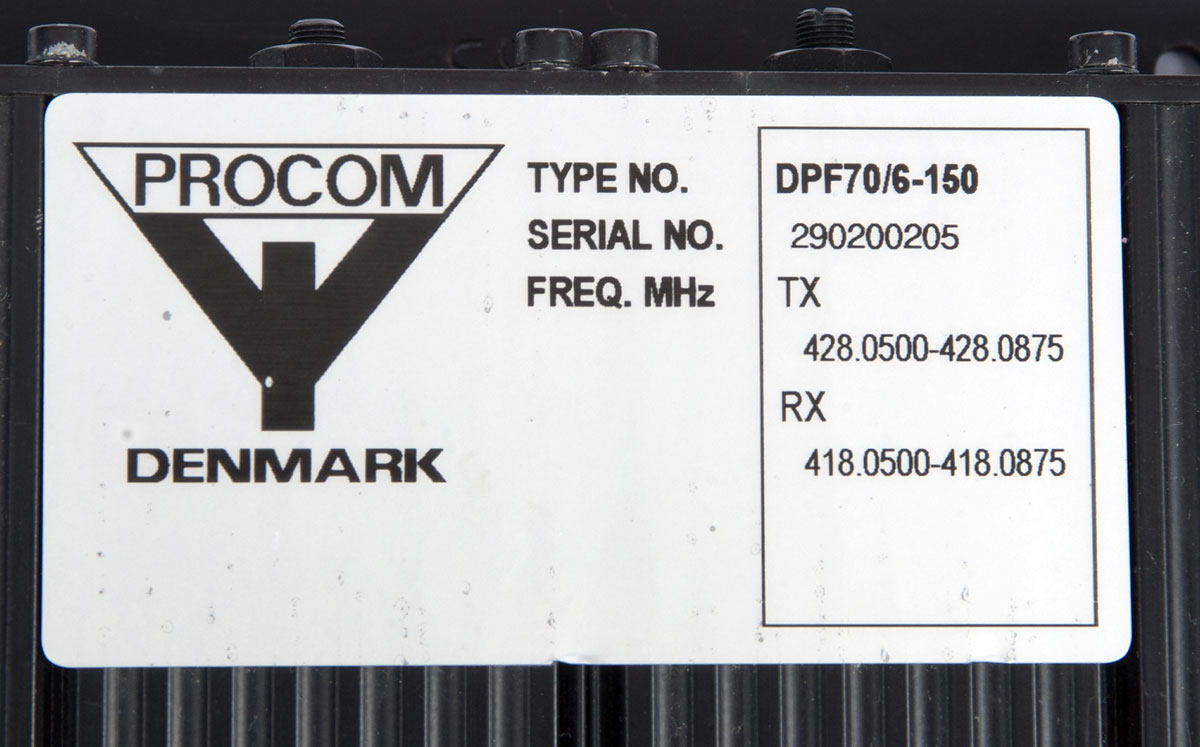 PROCOM
DENMARK
TYPE NO. DPF70/6-150
SERIAL NO. 290200205
FREQ. MHz TX
428.0500-428.0875
RX
418.0500-418.0875